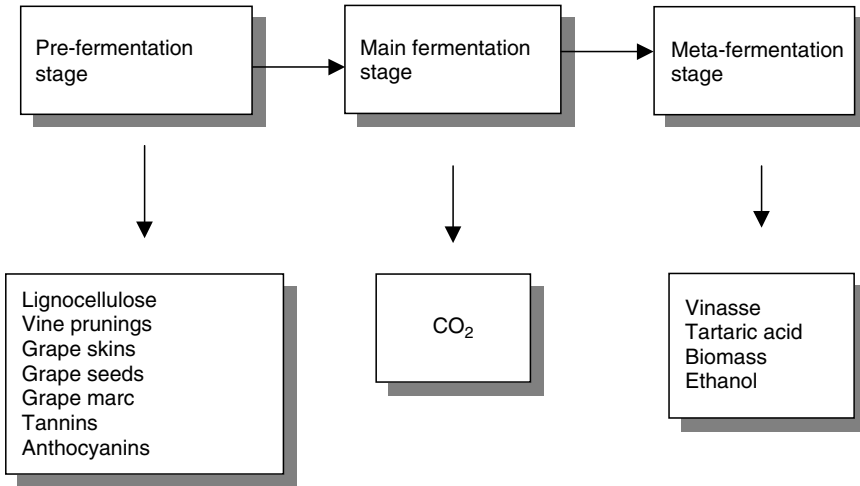 Pre-fermentation
stage
Main fermentation
stage
Meta-fermentation
stage
Lignocellulose
Vine prunings
Grape skins
Grape seeds
Grape marc
Tannins
Anthocyanins
CO₂
Vinasse
Tartaric acid
Biomass
Ethanol